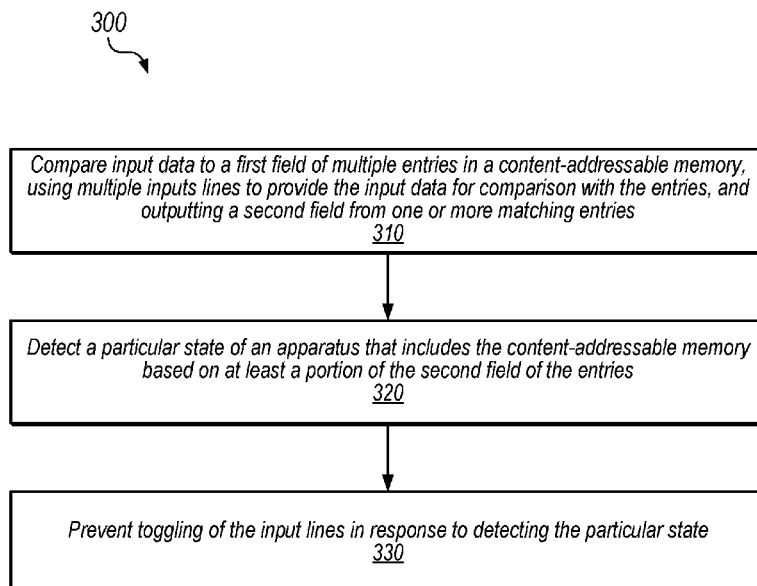 300
Compare input data to a first field of multiple entries in a content-addressable memory,
using multiple inputs lines to provide the input data for comparison with the entries, and
outputting a second field from one or more matching entries
310
Detect a particular state of an apparatus that includes the content-addressable memory
based on at least a portion of the second field of the entries
320
Prevent toggling of the input lines in response to detecting the particular state
330